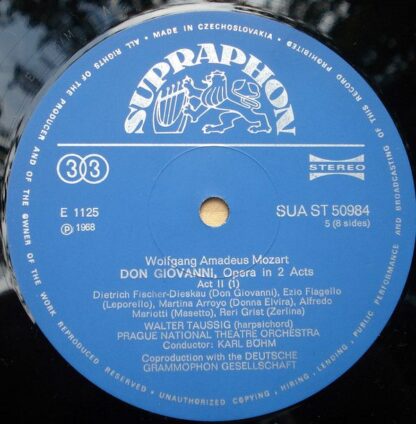 ALL RIGHTS OF THE PRODUCER AND OF THE OWNER OF THE WORK REPRODUCED RESERVED • UNAUTHORIZED COPYING, HIRING, LENDING, PUBLIC PERFORMANCE AND BROADCASTING OF THIS RECORD PROHIBITED • MADE IN CZECHOSLOVAKIA •
SUPRAPHON
33
STEREO
E 1125
SUA ST 50984
Ⓟ 1968
5 (6 sides)
Wolfgang Amadeus Mozart
DON GIOVANNI, Opera in 2 Acts
Act II (1)
Dietrich Fischer-Dieskau (Don Giovanni), Ezio Flagello
(Leporello), Martina Arroyo (Donna Elvira), Alfredo
Mariotti (Masetto), Reri Grist (Zerlina)
WALTER TAUSSIG (harpsichord)
PRAGUE NATIONAL THEATRE ORCHESTRA
Conductor: KARL BÖHM
Coproduction with the DEUTSCHE
GRAMMOPHON GESELLSCHAFT